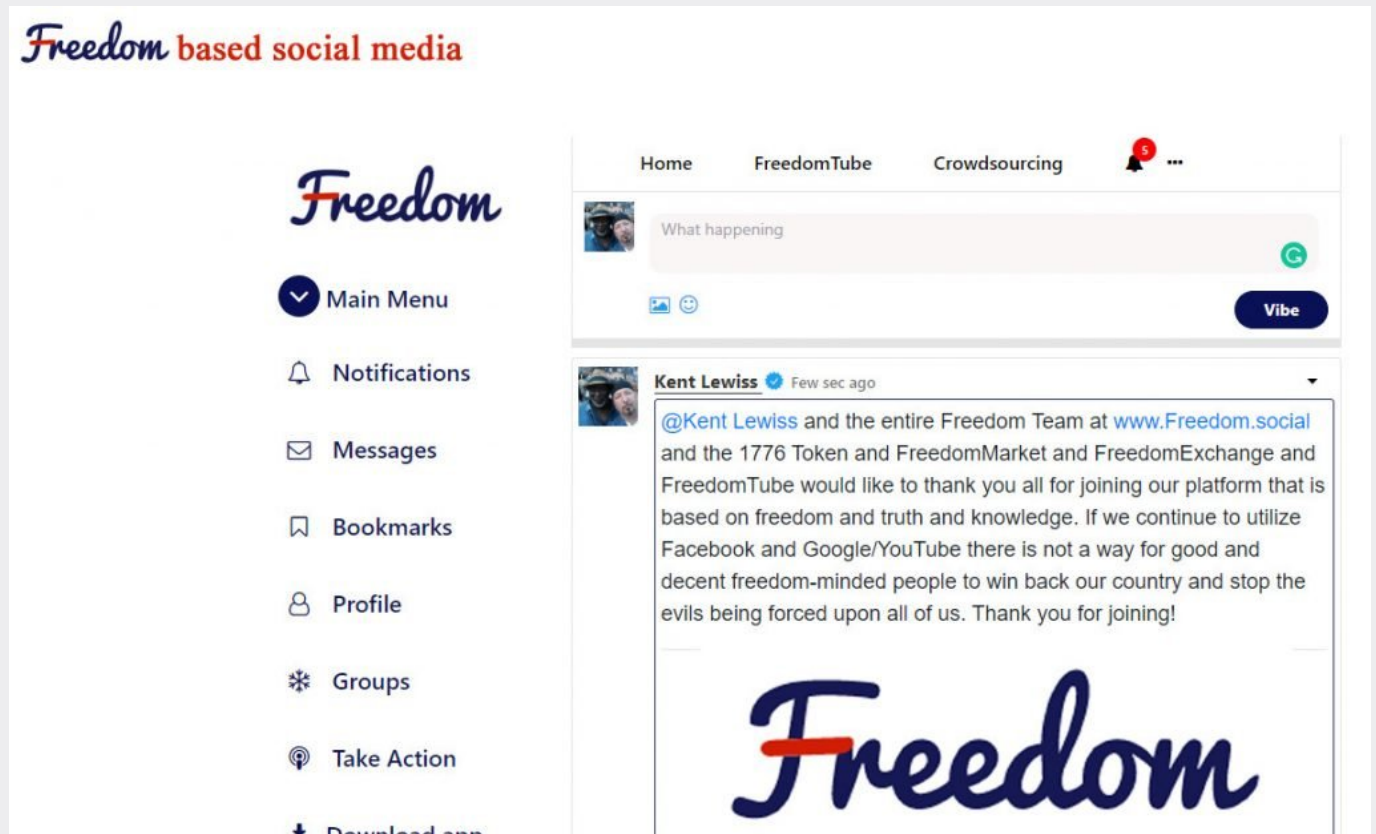 Freedom based social media
Freedom
Main Menu
Notifications
Messages
Bookmarks
Profile
Groups
Take Action
Download app
Home FreedomTube Crowdsourcing 5 •••
What happening
Vibe
Kent Lewiss Few sec ago
@Kent Lewiss and the entire Freedom Team at www.Freedom.social
and the 1776 Token and FreedomMarket and FreedomExchange and
FreedomTube would like to thank you all for joining our platform that is
based on freedom and truth and knowledge. If we continue to utilize
Facebook and Google/YouTube there is not a way for good and
decent freedom-minded people to win back our country and stop the
evils being forced upon all of us. Thank you for joining!
Freedom